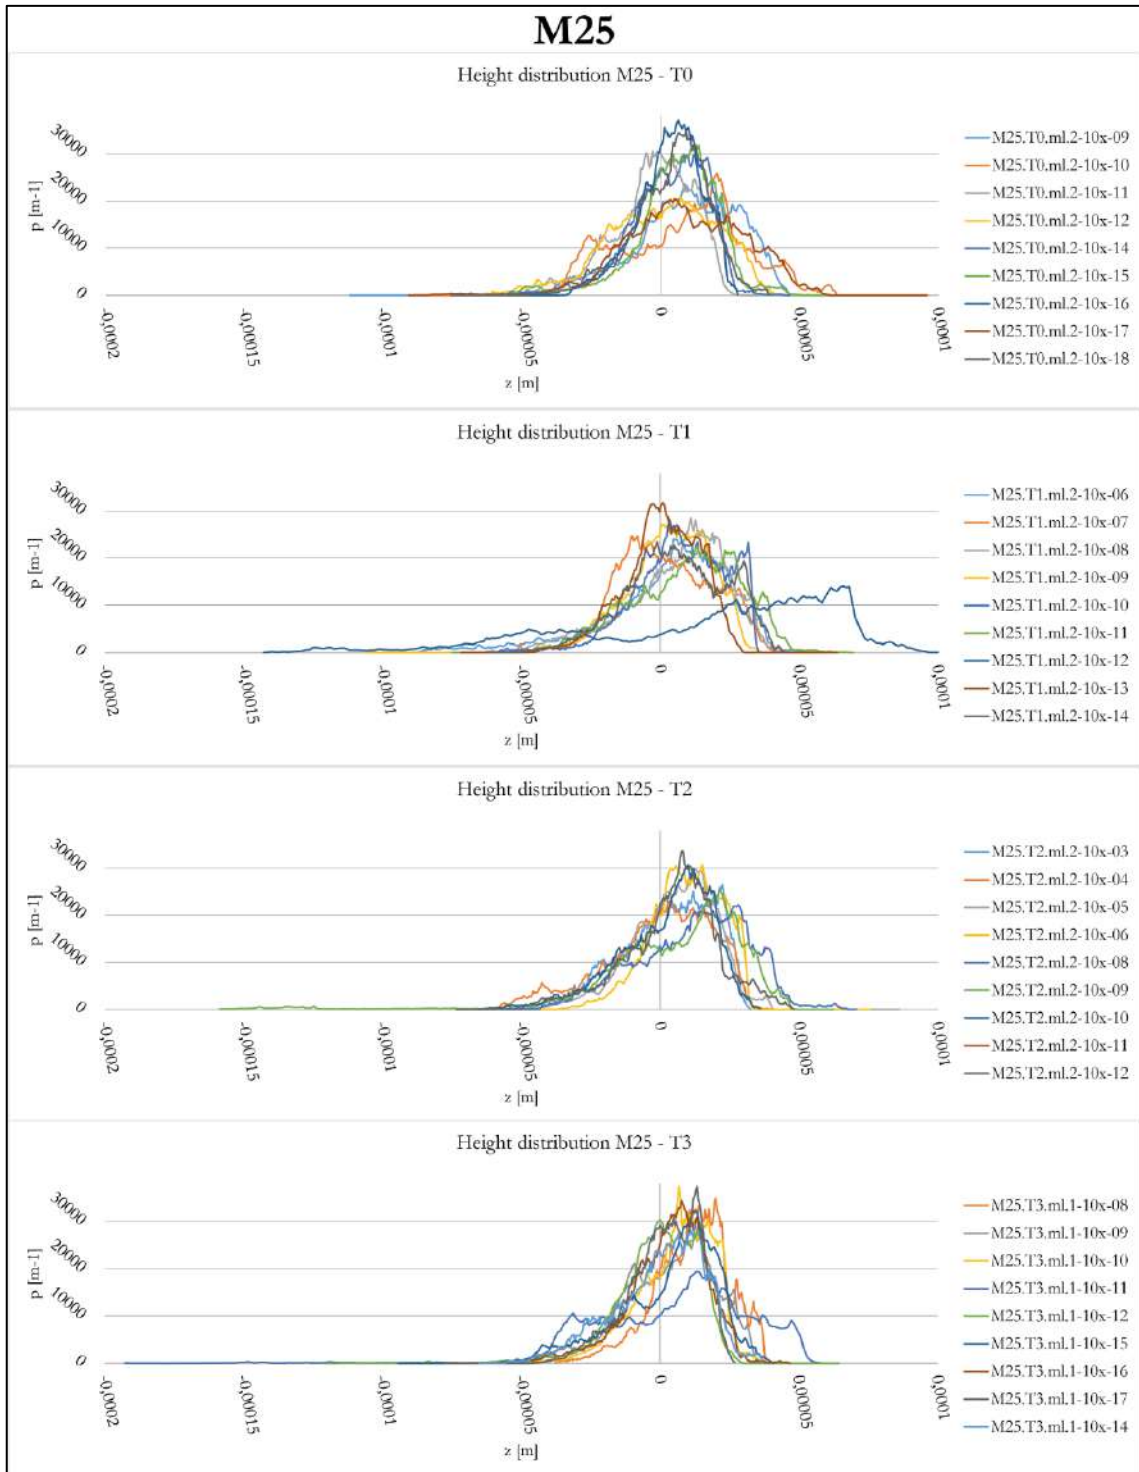 M25
Height distribution M25 - T0
30000
20000
10000
0
p [m-1]
-0,0002
-0,00015
-0,0001
-0,00005
0
0,00005
0,0001
z [m]
M25.T0.ml.2-10x-09
M25.T0.ml.2-10x-10
M25.T0.ml.2-10x-11
M25.T0.ml.2-10x-12
M25.T0.ml.2-10x-14
M25.T0.ml.2-10x-15
M25.T0.ml.2-10x-16
M25.T0.ml.2-10x-17
M25.T0.ml.2-10x-18
Height distribution M25 - T1
30000
20000
10000
0
p [m-1]
-0,0002
-0,00015
-0,0001
-0,00005
0
0,00005
0,0001
z [m]
M25.T1.ml.2-10x-06
M25.T1.ml.2-10x-07
M25.T1.ml.2-10x-08
M25.T1.ml.2-10x-09
M25.T1.ml.2-10x-10
M25.T1.ml.2-10x-11
M25.T1.ml.2-10x-12
M25.T1.ml.2-10x-13
M25.T1.ml.2-10x-14
Height distribution M25 - T2
30000
20000
10000
0
p [m-1]
-0,0002
-0,00015
-0,0001
-0,00005
0
0,00005
0,0001
z [m]
M25.T2.ml.2-10x-03
M25.T2.ml.2-10x-04
M25.T2.ml.2-10x-05
M25.T2.ml.2-10x-06
M25.T2.ml.2-10x-08
M25.T2.ml.2-10x-09
M25.T2.ml.2-10x-10
M25.T2.ml.2-10x-11
M25.T2.ml.2-10x-12
Height distribution M25 - T3
30000
20000
10000
0
p [m-1]
-0,0002
-0,00015
-0,0001
-0,00005
0
0,00005
0,0001
z [m]
M25.T3.ml.1-10x-08
M25.T3.ml.1-10x-09
M25.T3.ml.1-10x-10
M25.T3.ml.1-10x-11
M25.T3.ml.1-10x-12
M25.T3.ml.1-10x-15
M25.T3.ml.1-10x-16
M25.T3.ml.1-10x-17
M25.T3.ml.1-10x-14